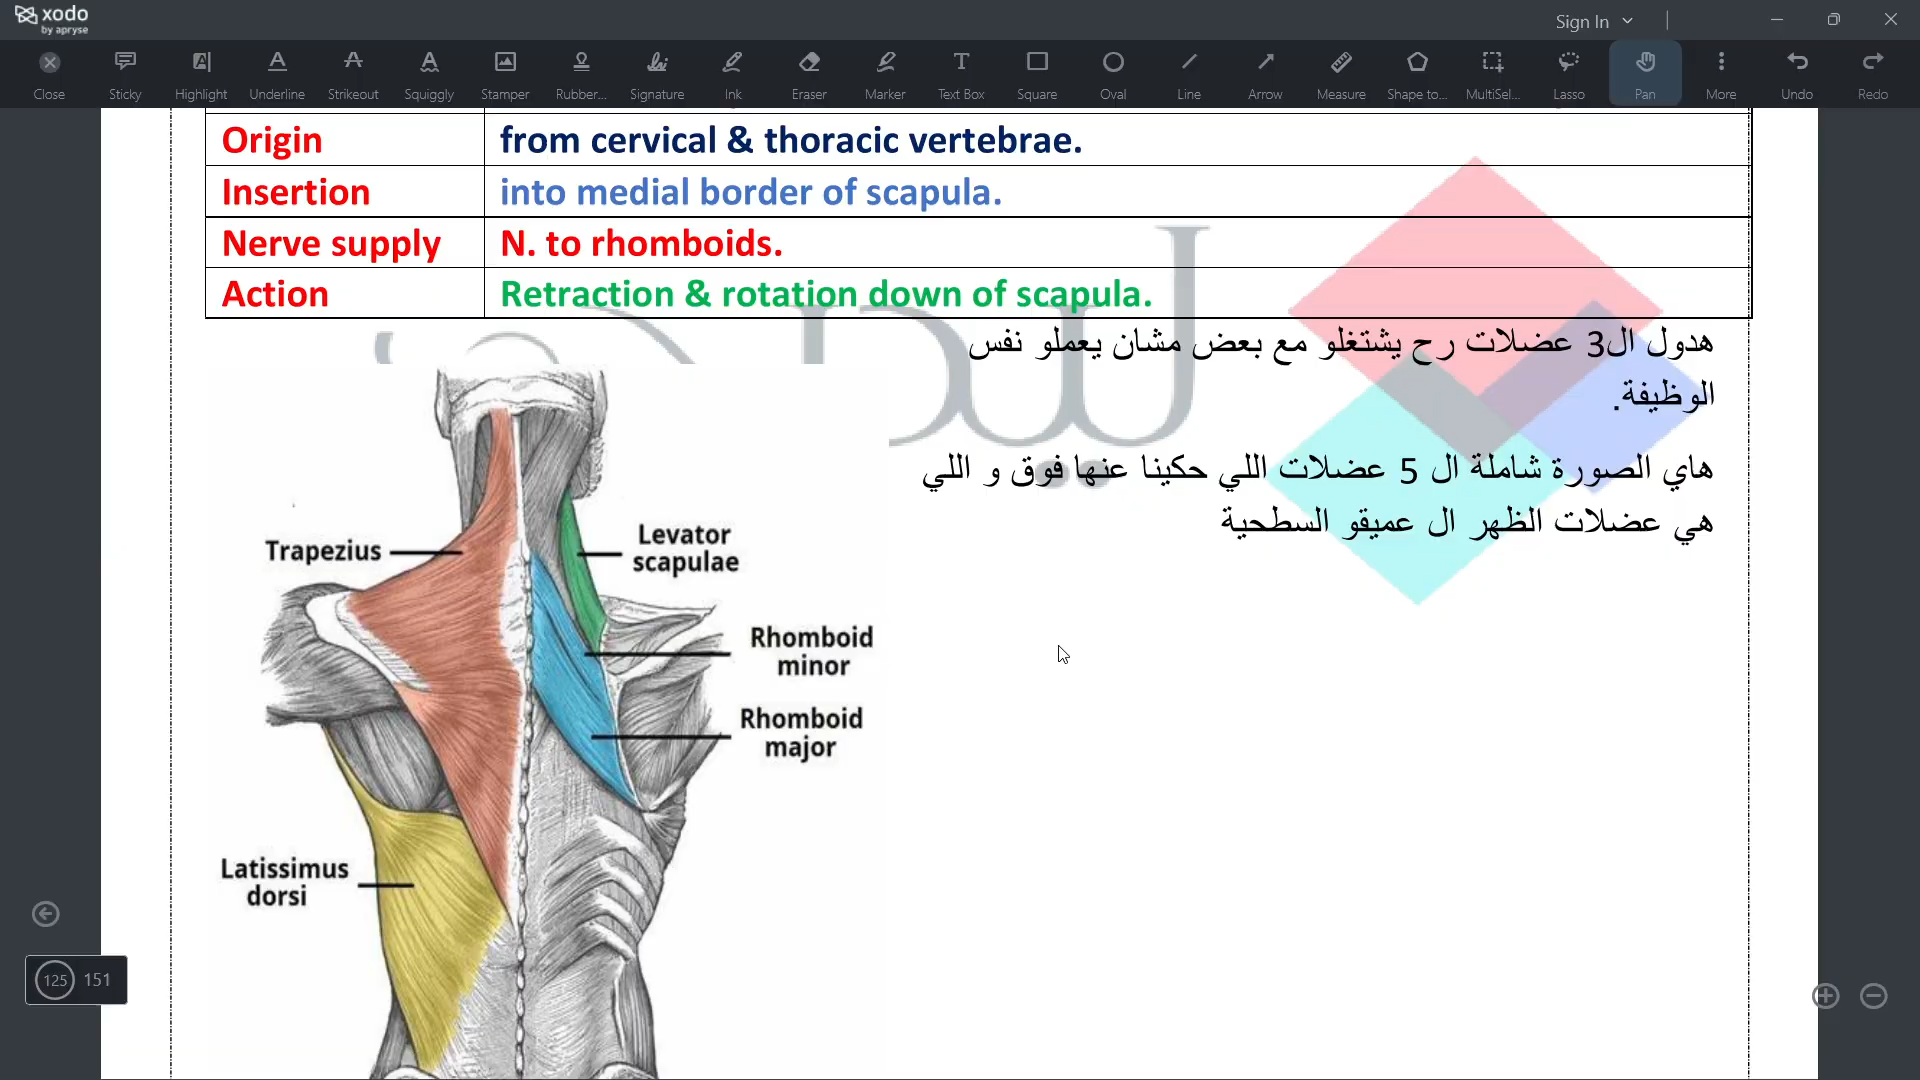 xodo
by apryse
Sign In
Close
Sticky
Highlight
Underline
Strikeout
Squiggly
Stamper
Rubber...
Signature
Ink
Eraser
Marker
Text Box
Square
Oval
Line
Arrow
Measure
Shape to...
MultiSel...
Lasso
Pan
More
Undo
Redo
Origin from cervical & thoracic vertebrae.
Insertion into medial border of scapula.
Nerve supply N. to rhomboids.
Action Retraction & rotation down of scapula.
هدول ال3 عضلات رح يشتغلو مع بعض مشان يعملو نفس
الوظيفة.
هاي الصورة شاملة ال 5 عضلات اللي حكينا عنها فوق و اللي
هي عضلات الظهر ال عميقو السطحية
Trapezius
Levator
scapulae
Rhomboid
minor
Rhomboid
major
Latissimus
dorsi
125 151